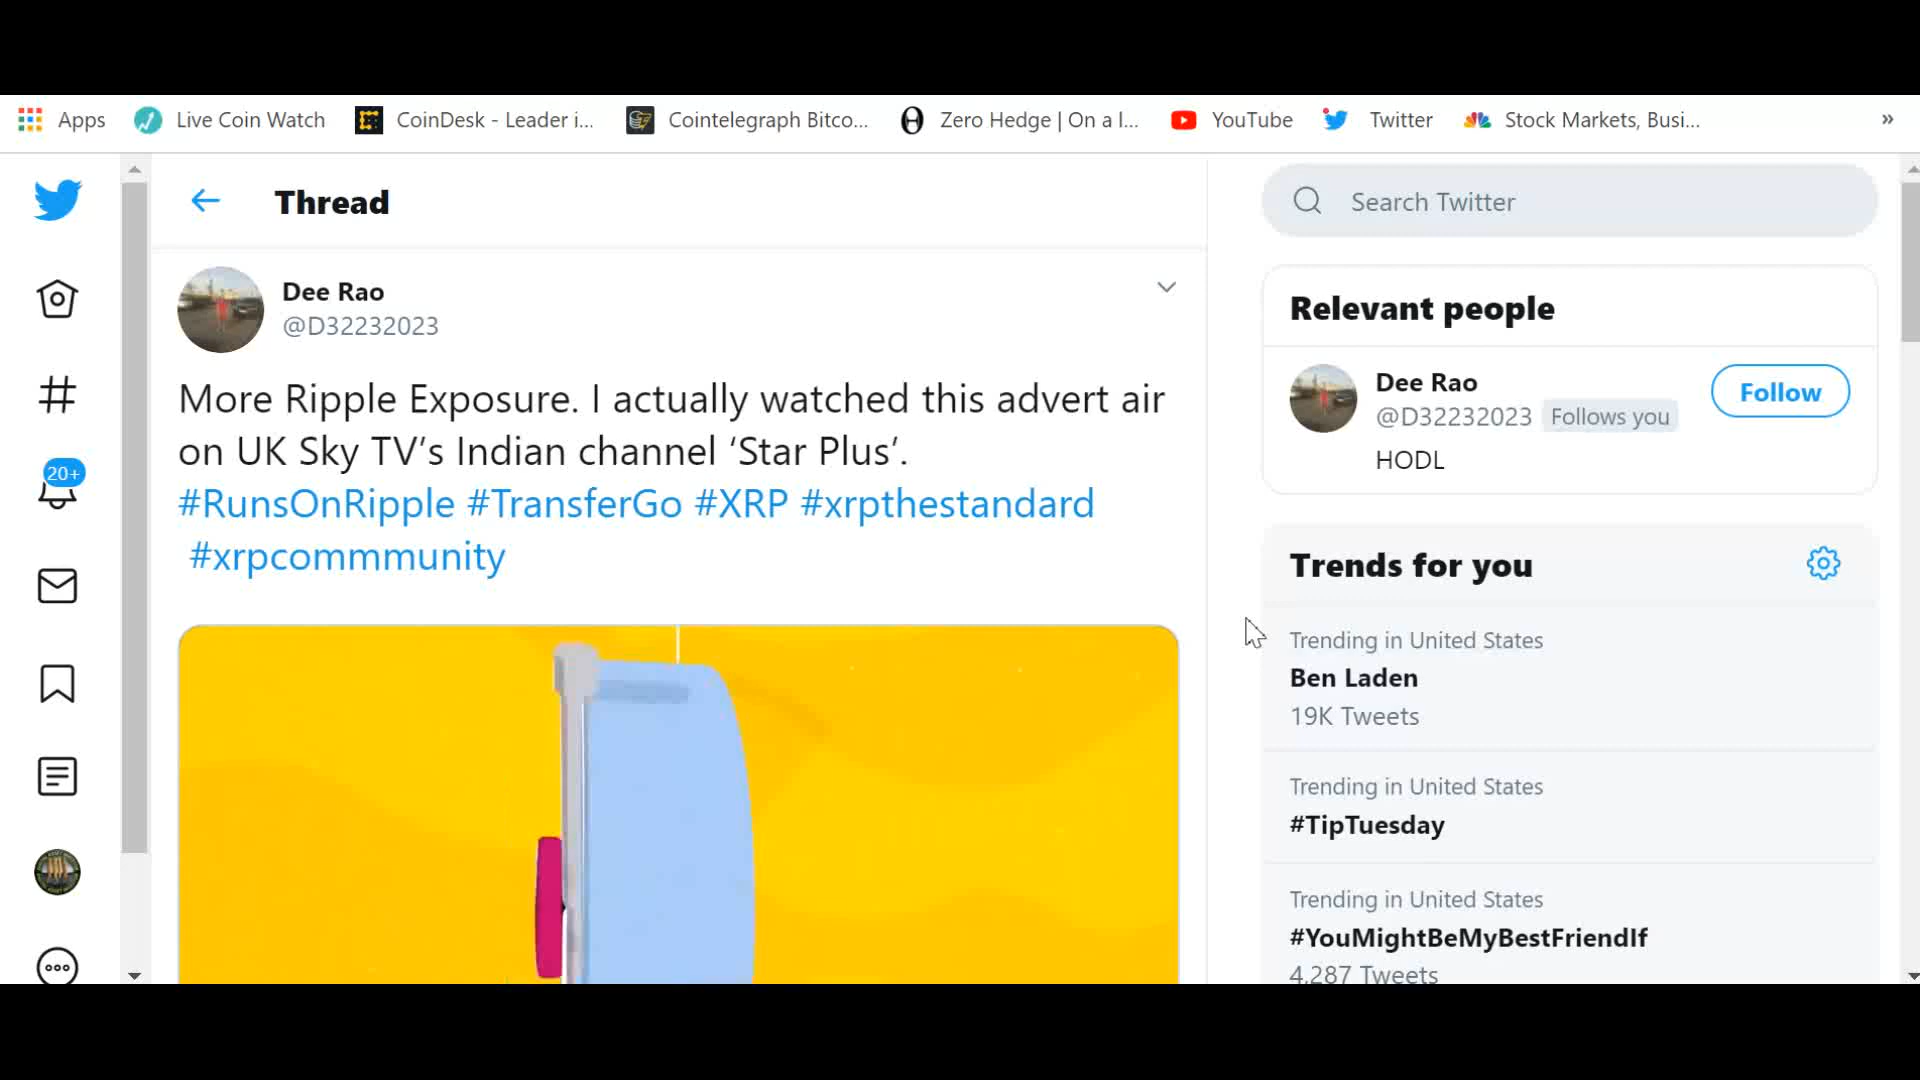 Apps
Live Coin Watch
CoinDesk - Leader i...
Cointelegraph Bitco...
Zero Hedge | On a l...
YouTube
Twitter
Stock Markets, Busi...
»
Thread
Search Twitter
Dee Rao
@D32232023
More Ripple Exposure. I actually watched this advert air
on UK Sky TV’s Indian channel ‘Star Plus’.
#RunsOnRipple #TransferGo #XRP #xrpthestandard
#xrpcommmunity
20+
Relevant people
Dee Rao
@D32232023 Follows you
Follow
HODL
Trends for you
Trending in United States
Ben Laden
19K Tweets
Trending in United States
#TipTuesday
Trending in United States
#YouMightBeMyBestFriendIf
4,287 Tweets